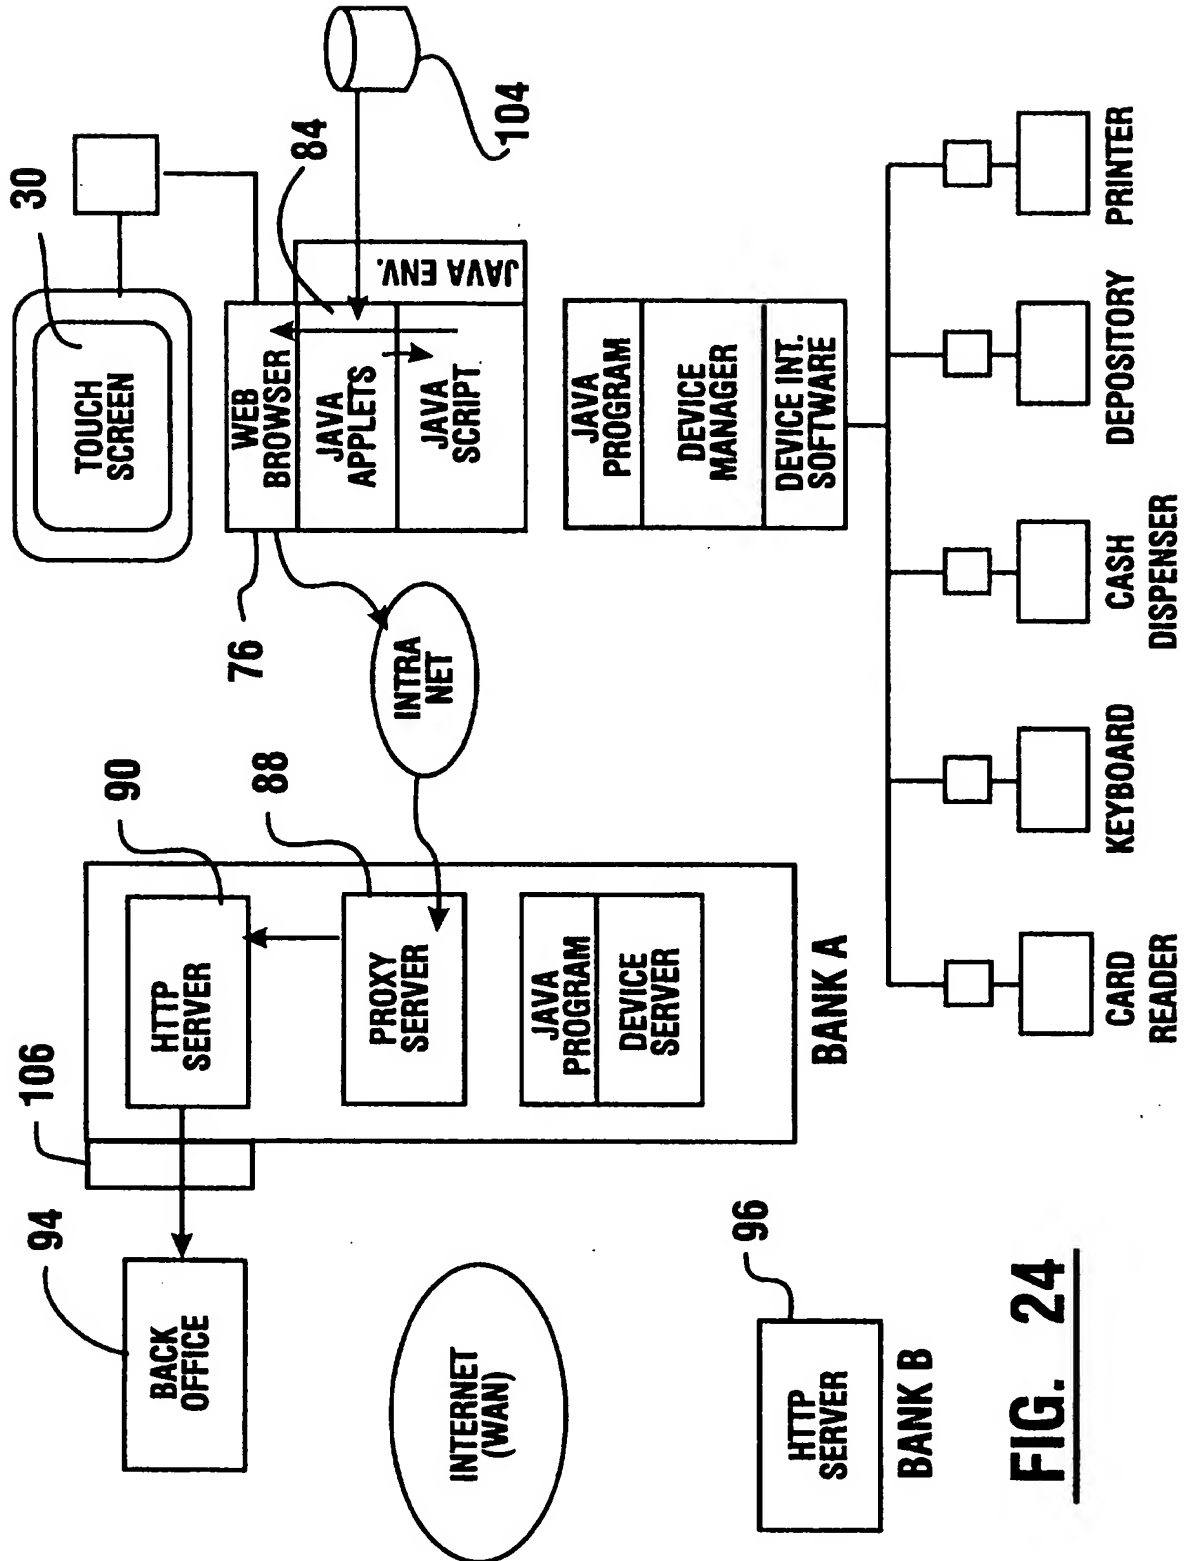 94
106
90
30
BACK
OFFICE
HTTP
SERVER
TOUCH
SCREEN
88
76
WEB
BROWSER
84
JAVA
APPLETS
JAVA
SCRIPT
JAVA ENV.
104
INTERNET
(WAN)
PROXY
SERVER
INTRA
NET
JAVA
PROGRAM
DEVICE
SERVER
BANK A
JAVA
PROGRAM
DEVICE
MANAGER
DEVICE INT.
SOFTWARE
96
HTTP
SERVER
BANK B
CARD
READER
KEYBOARD
CASH
DISPENSER
DEPOSITORY
PRINTER
FIG. 24